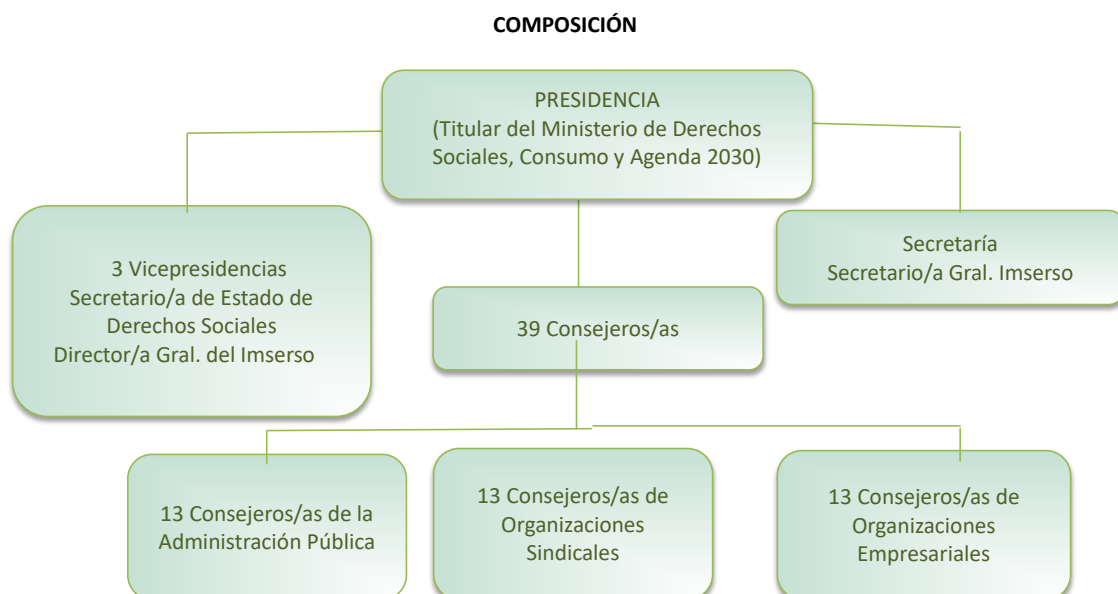 COMPOSICIÓN
PRESIDENCIA
(Titular del Ministerio de Derechos
Sociales, Consumo y Agenda 2030)
3 Vicepresidencias
Secretario/a de Estado de
Derechos Sociales
Director/a Gral. del Imserso
Secretaría
Secretario/a Gral. Imserso
39 Consejeros/as
13 Consejeros/as de la
Administración Pública
13 Consejeros/as de
Organizaciones
Sindicales
13 Consejeros/as de
Organizaciones
Empresariales